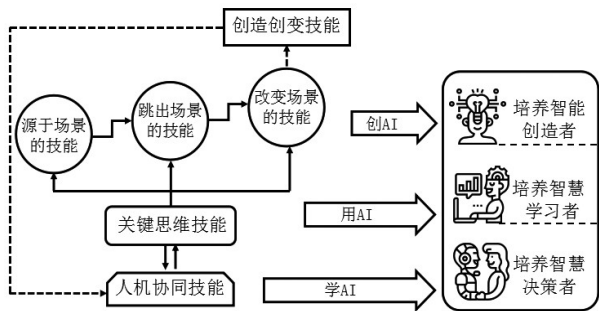 创造创变技能
源于场景
的技能
跳出场景
的技能
改变场景
的技能
关键思维技能
人机协同技能
创AI
用AI
学AI
培养智能
创造者
培养智慧
学习者
培养智慧
决策者